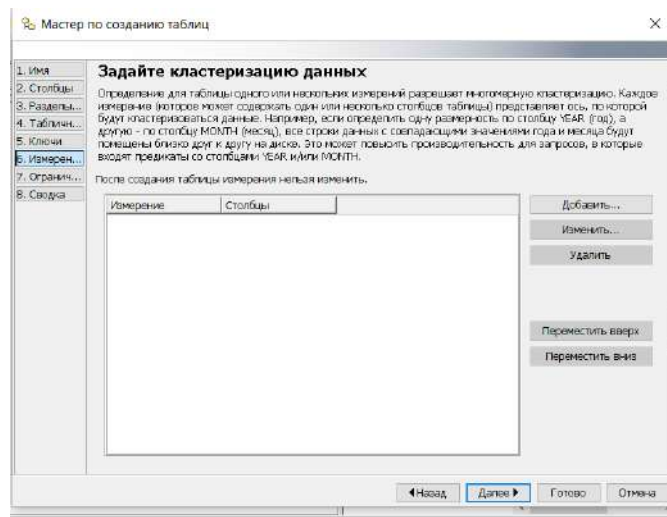 Мастер по созданию таблиц
1. Имя
2. Столбцы
3. Разделы...
4. Табличн...
5. Ключи
6. Измерен...
7. Огранич...
8. Сводка
Задайте кластеризацию данных
Определение для таблицы одного или нескольких измерений разрешает многомерную кластеризацию. Каждое
измерение (которое может содержать один или несколько столбцов таблицы) представляет ось, по которой
будут кластеризоваться данные. Например, если определить одну размерность по столбцу YEAR (год), а
другую - по столбцу MONTH (месяц), все строки данных с совпадающими значениями года и месяца будут
помещены близко друг к другу на диске. Это может повысить производительность для запросов, в которые
входят предикаты со столбцами YEAR и/или MONTH.
После создания таблицы измерения нельзя изменить.
Измерение Столбцы
Добавить...
Изменить...
Удалить
Переместить вверх
Переместить вниз
Назад Далее Готово Отмена